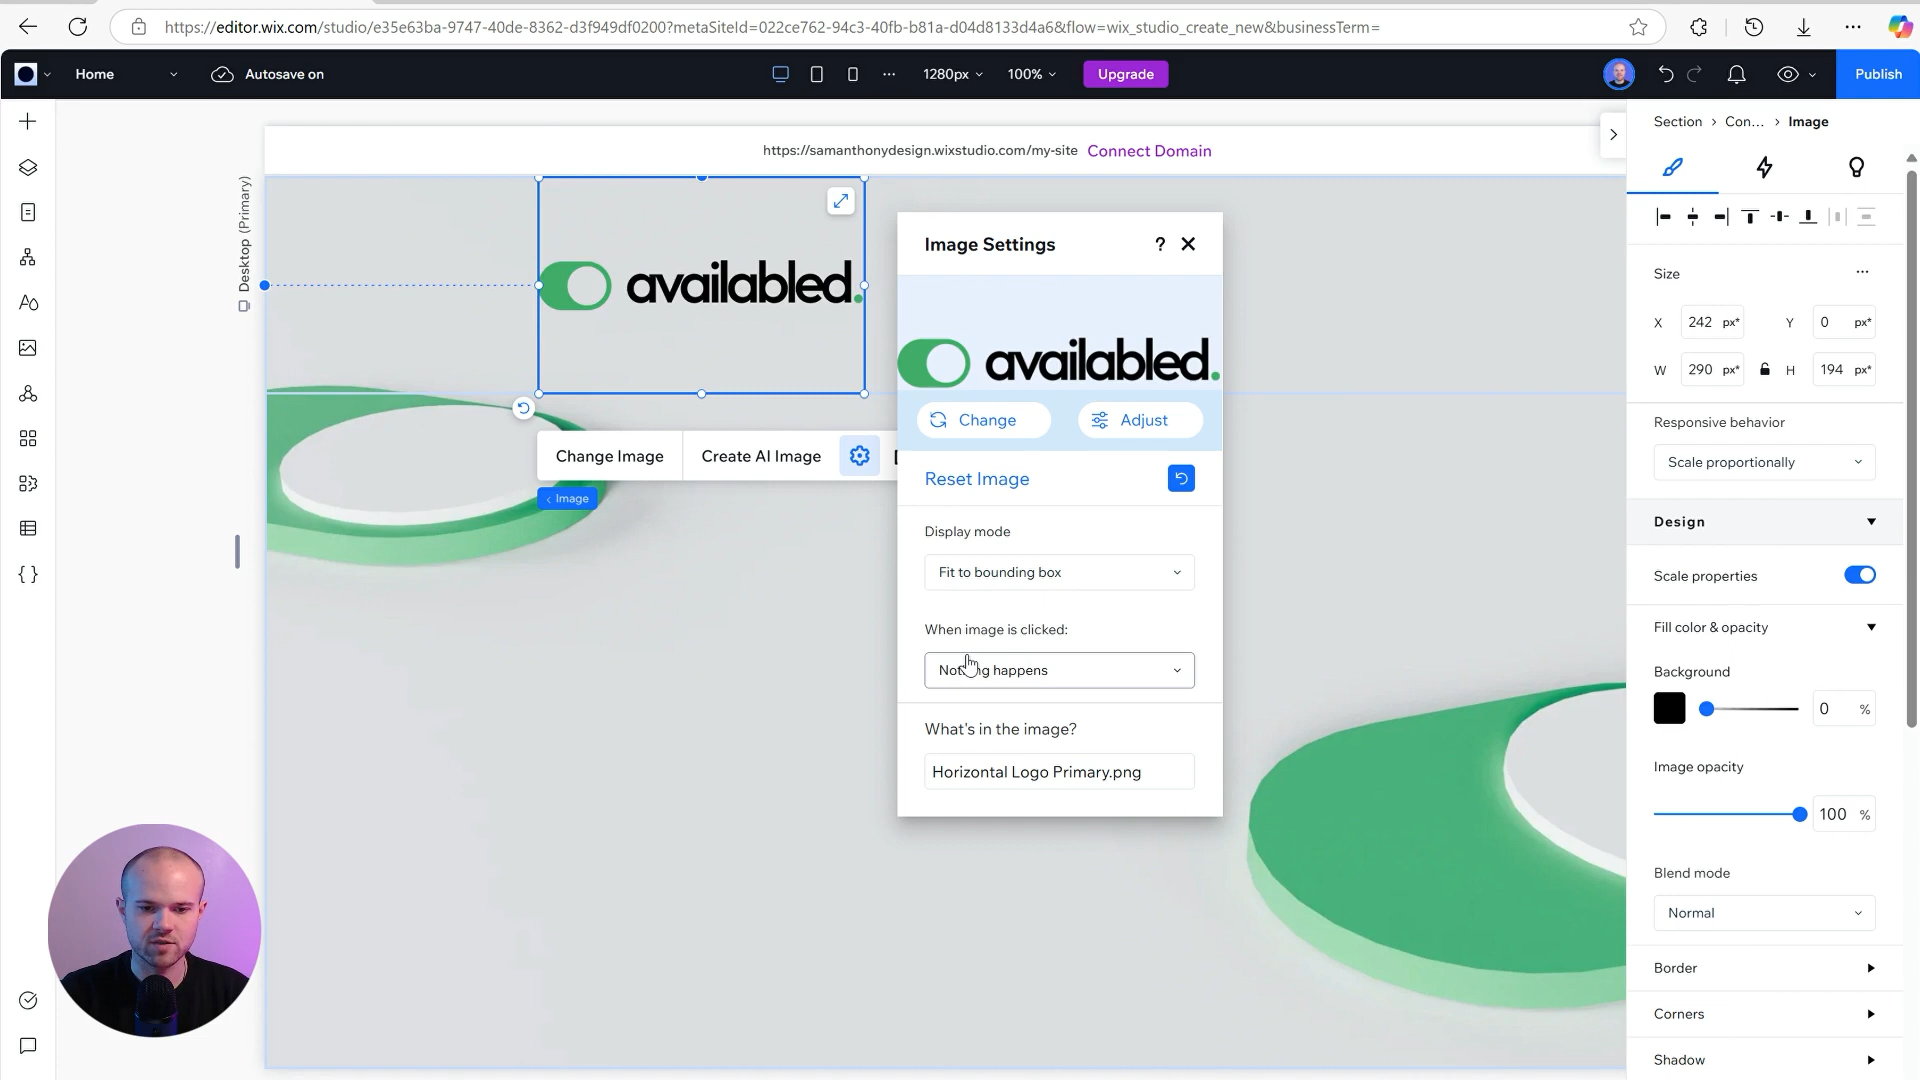 https://editor.wix.com/studio/e35e63ba-9747-40de-8362-d3f949df0200?metaSiteId=022ce762-94c3-40fb-b81a-d04d8133d4a6&flow=wix_studio_create_new&businessTerm=
Home
Autosave on
1280px
100%
Upgrade
Publish
https://samanthonydesign.wixstudio.com/my-site Connect Domain
Desktop (Primary)
availabled.
Change Image
Create AI Image
Image
Image Settings
?
availabled.
Change
Adjust
Reset Image
Display mode
Fit to bounding box
When image is clicked:
Nothing happens
What's in the image?
Horizontal Logo Primary.png
Section > Con... > Image
Size
X 242 px* Y 0 px*
W 290 px* H 194 px*
Responsive behavior
Scale proportionally
Design
Scale properties
Fill color & opacity
Background
0 %
Image opacity
100 %
Blend mode
Normal
Border
Corners
Shadow